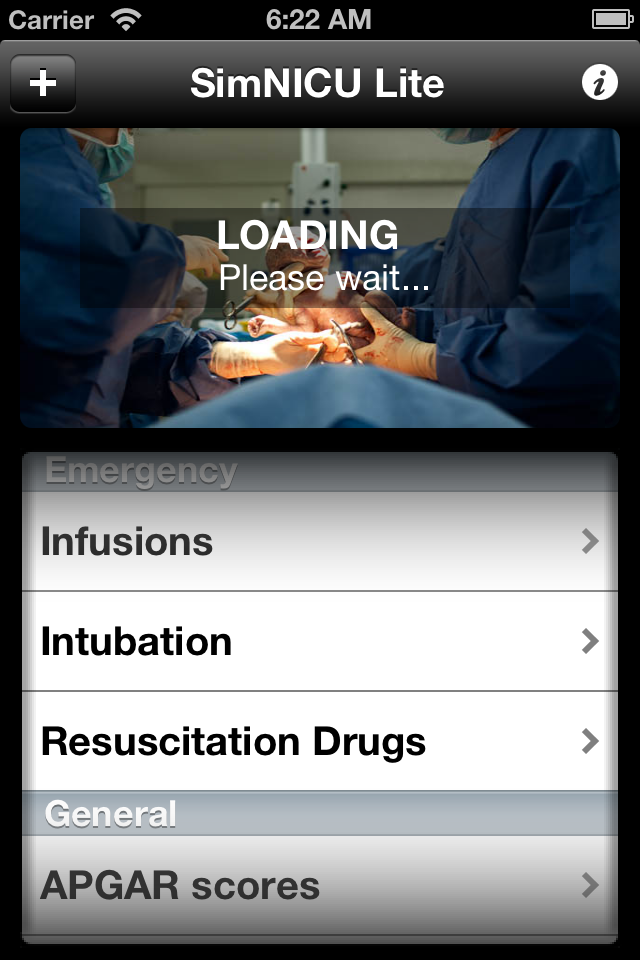 Carrier 6:22 AM
+ SimNICU Lite i
LOADING
Please wait...
Emergency
Infusions
Intubation
Resuscitation Drugs
General
APGAR scores